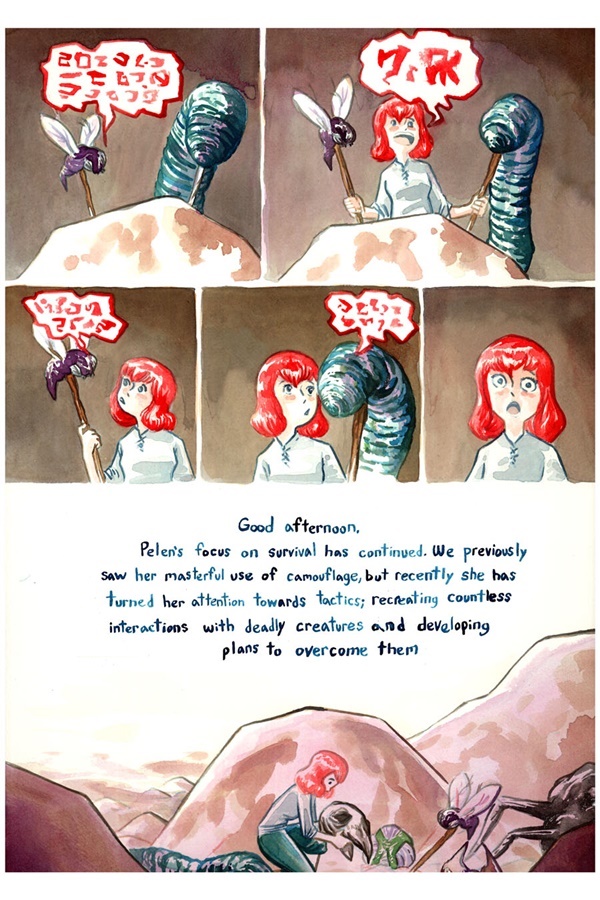 Good afternoon.
Pelen's focus on survival has continued. We previously
saw her masterful use of camouflage, but recently she has
turned her attention towards tactics; recreating countless
interactions with deadly creatures and developing
plans to overcome them